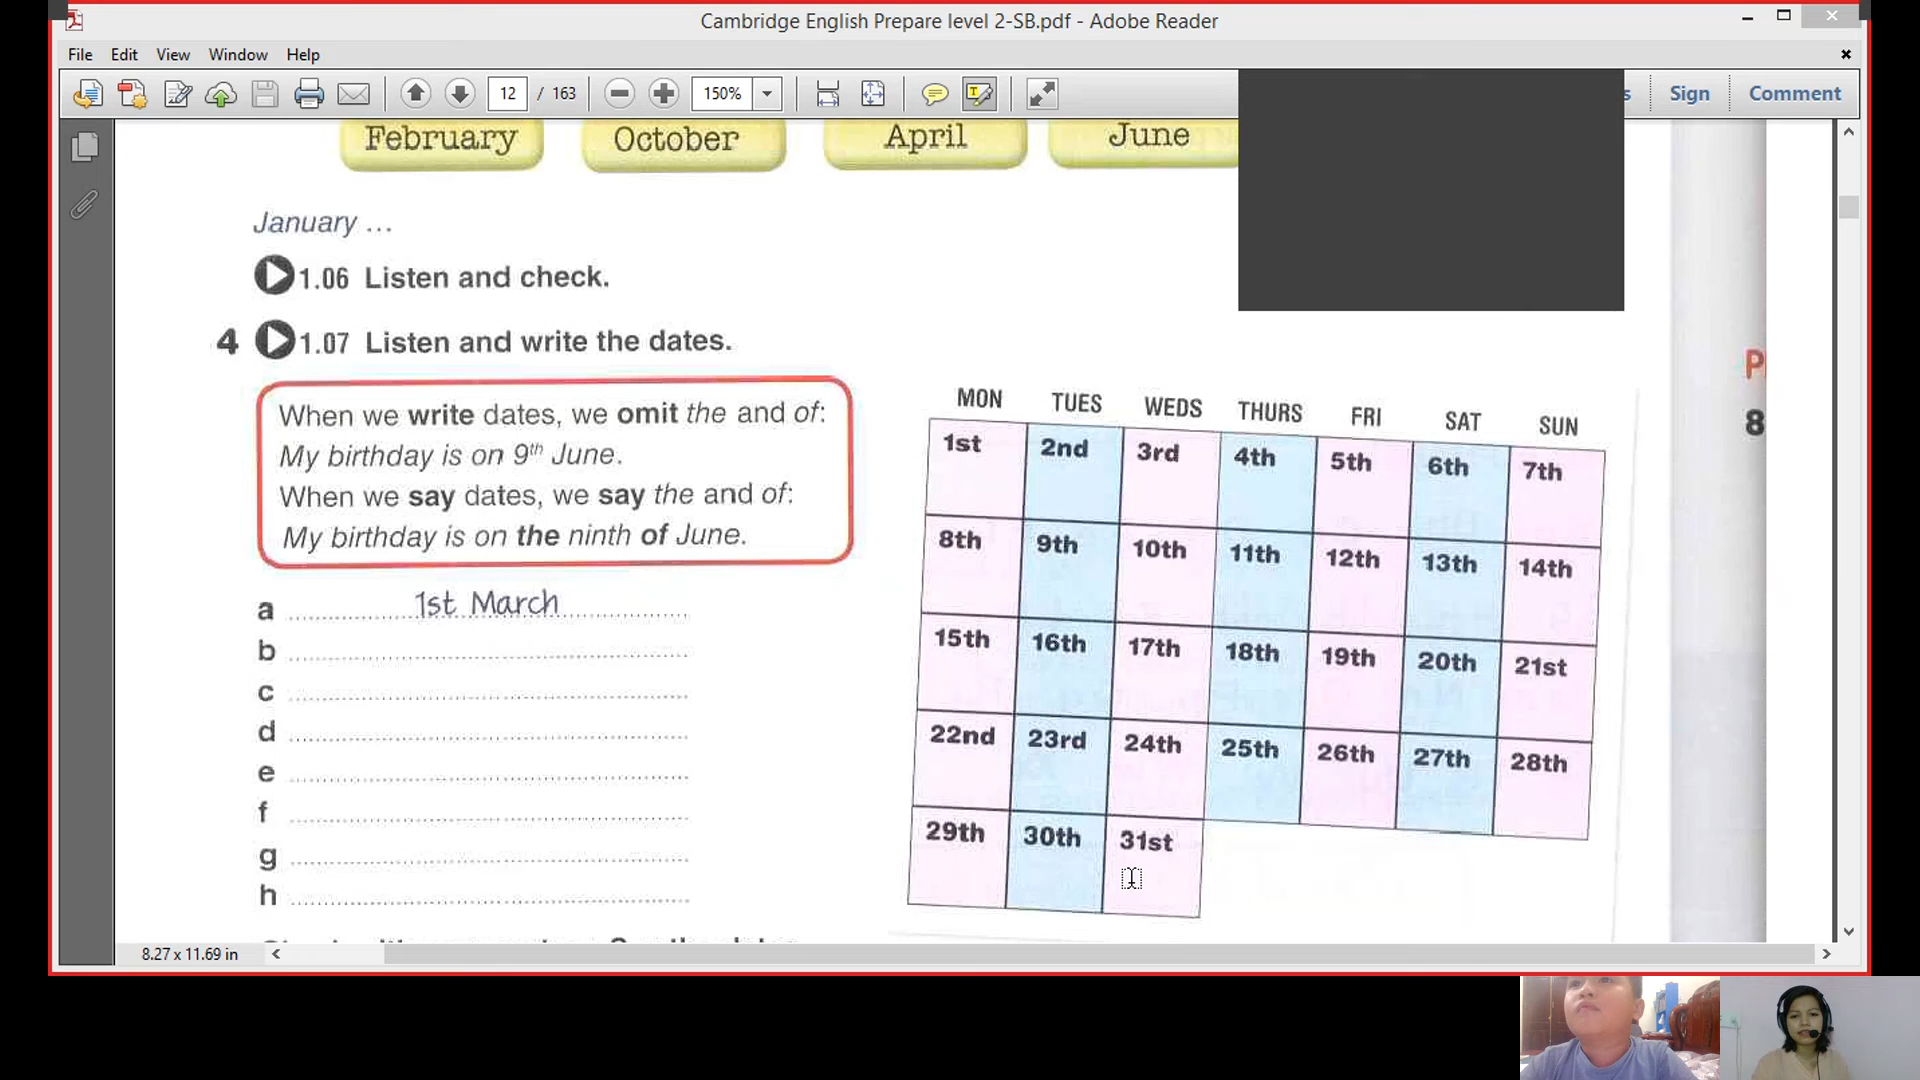 Cambridge English Prepare level 2-SB.pdf - Adobe Reader
File Edit View Window Help
12 / 163 150% Sign Comment
February October April June
January ...
1.06 Listen and check.
4 1.07 Listen and write the dates.
When we write dates, we omit the and of:
My birthday is on 9th June.
When we say dates, we say the and of:
My birthday is on the ninth of June.
a 1st March
b
c
d
e
f
g
h
MON TUES WEDS THURS FRI SAT SUN
1st 2nd 3rd 4th 5th 6th 7th
8th 9th 10th 11th 12th 13th 14th
15th 16th 17th 18th 19th 20th 21st
22nd 23rd 24th 25th 26th 27th 28th
29th 30th 31st
8
8.27 x 11.69 in